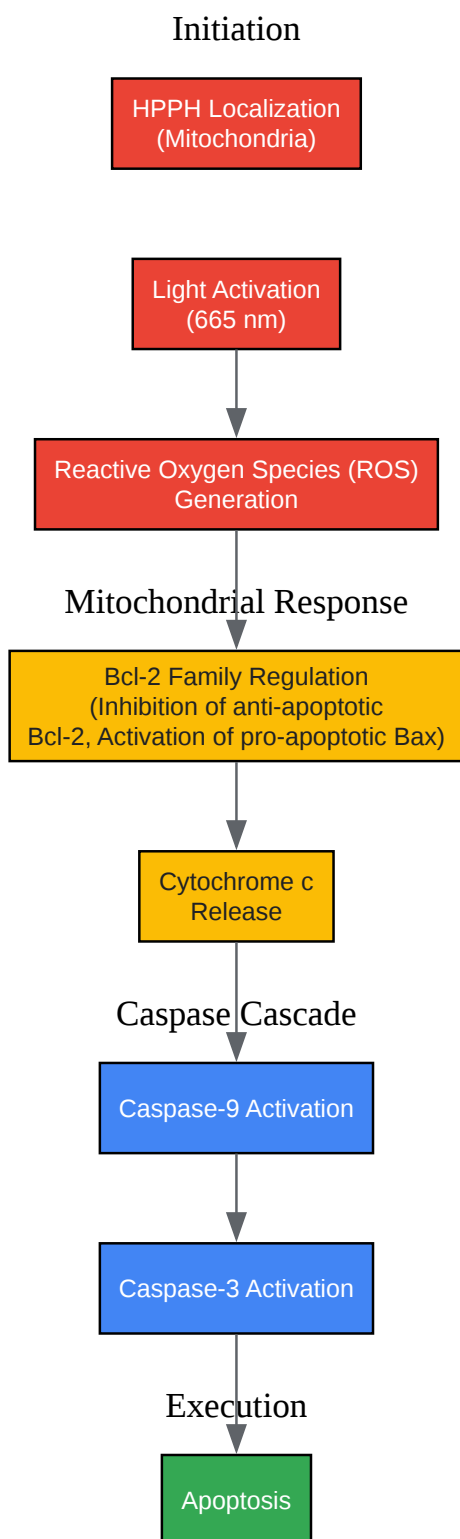 Initiation
HPPH Localization
(Mitochondria)
Light Activation
(665 nm)
Reactive Oxygen Species (ROS)
Generation
Mitochondrial Response
Bcl-2 Family Regulation
(Inhibition of anti-apoptotic
Bcl-2, Activation of pro-apoptotic Bax)
Cytochrome c
Release
Caspase Cascade
Caspase-9 Activation
Caspase-3 Activation
Execution
Apoptosis